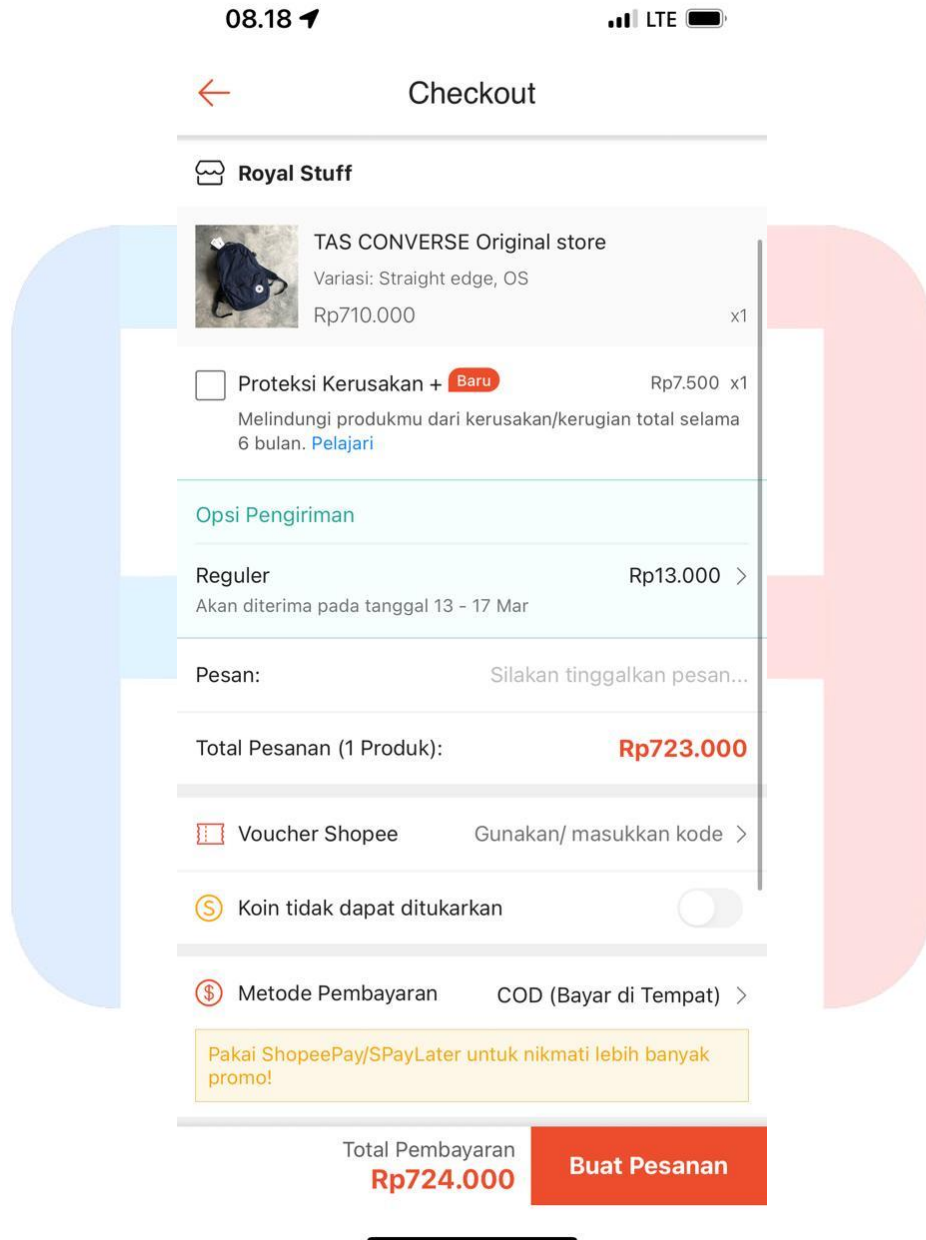 08.18
LTE
Checkout
Royal Stuff
TAS CONVERSE Original store
Variasi: Straight edge, OS
Rp710.000 x1
Proteksi Kerusakan + Baru Rp7.500 x1
Melindungi produkmu dari kerusakan/kerugian total selama
6 bulan. Pelajari
Opsi Pengiriman
Reguler Rp13.000
Akan diterima pada tanggal 13 - 17 Mar
Pesan: Silakan tinggalkan pesan...
Total Pesanan (1 Produk): Rp723.000
Voucher Shopee Gunakan/ masukkan kode
Koin tidak dapat ditukarkan
Metode Pembayaran COD (Bayar di Tempat)
Pakai ShopeePay/SPayLater untuk nikmati lebih banyak
promo!
Total Pembayaran
Rp724.000
Buat Pesanan